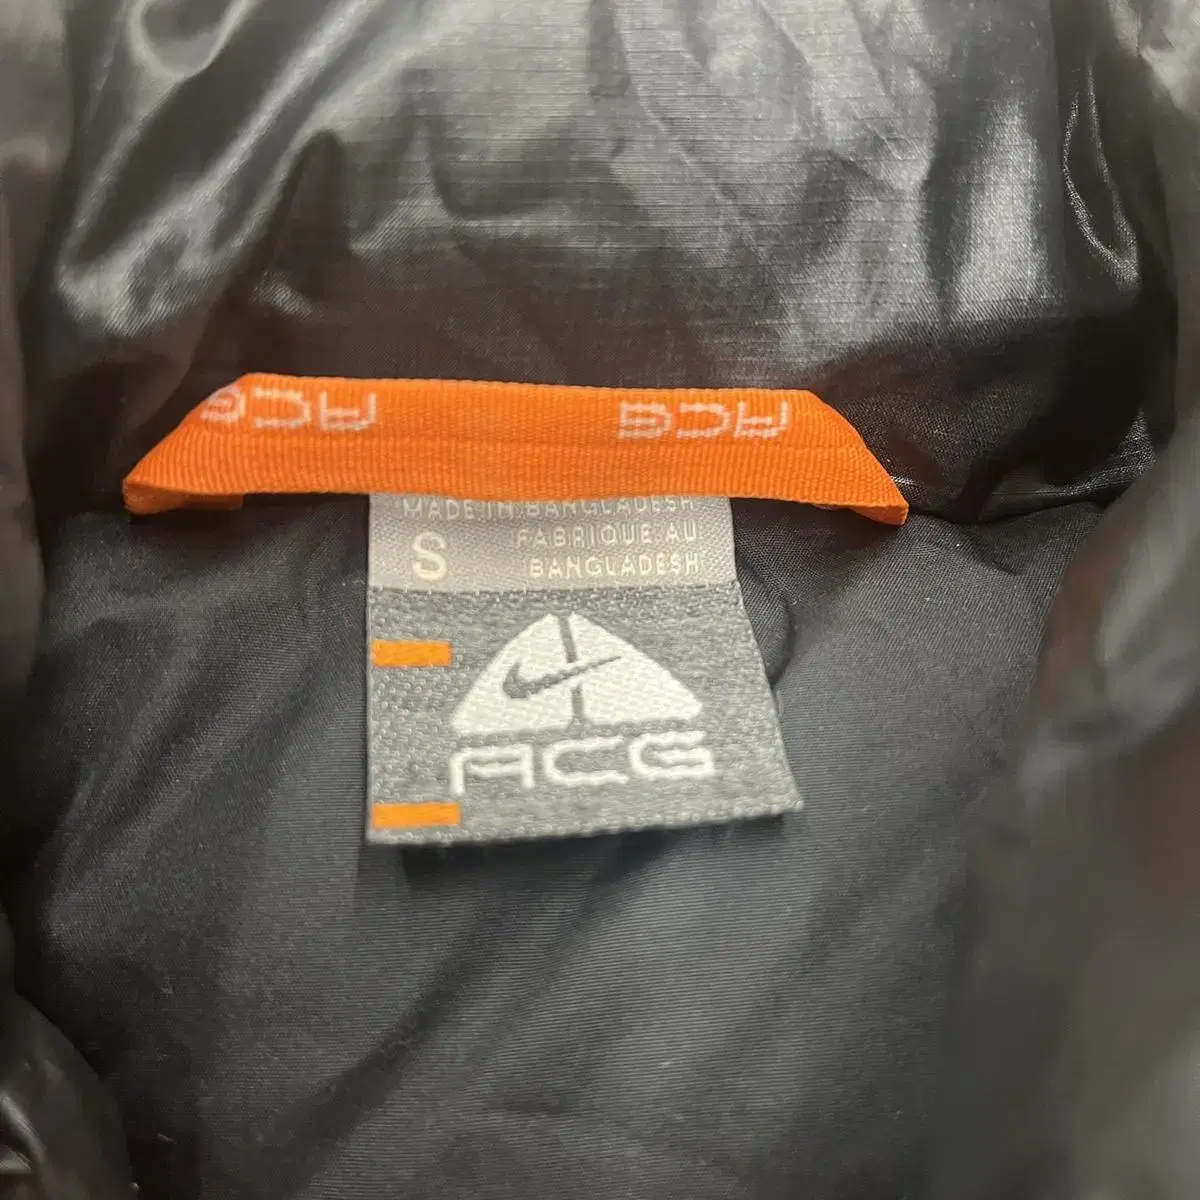 ACG ACG
MADE IN BANGLADESH
S
FABRIQUE AU
BANGLADESH
ACG